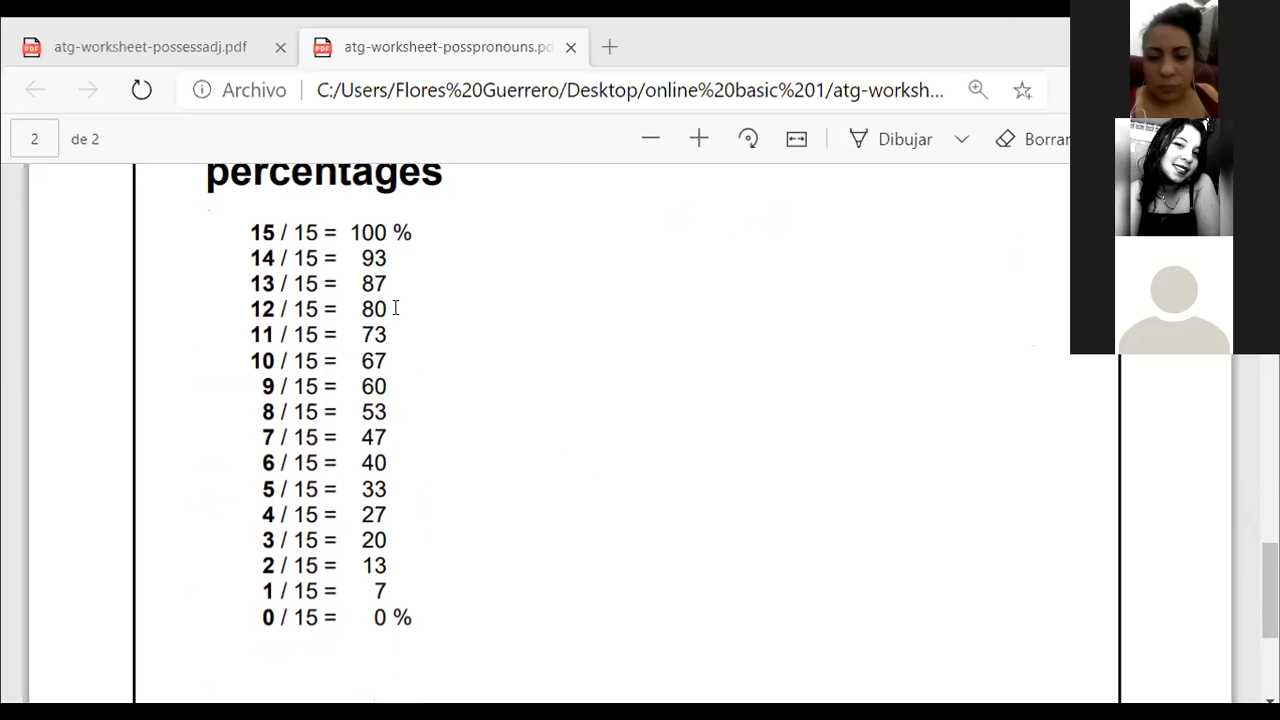 atg-worksheet-possessadj.pdf
atg-worksheet-posspronouns.pd
Archivo
C:/Users/Flores%20Guerrero/Desktop/online%20basic%201/atg-worksh...
2 de 2
Dibujar
Borrar
percentages
15 / 15 = 100 %
14 / 15 = 93
13 / 15 = 87
12 / 15 = 80
11 / 15 = 73
10 / 15 = 67
9 / 15 = 60
8 / 15 = 53
7 / 15 = 47
6 / 15 = 40
5 / 15 = 33
4 / 15 = 27
3 / 15 = 20
2 / 15 = 13
1 / 15 = 7
0 / 15 = 0 %